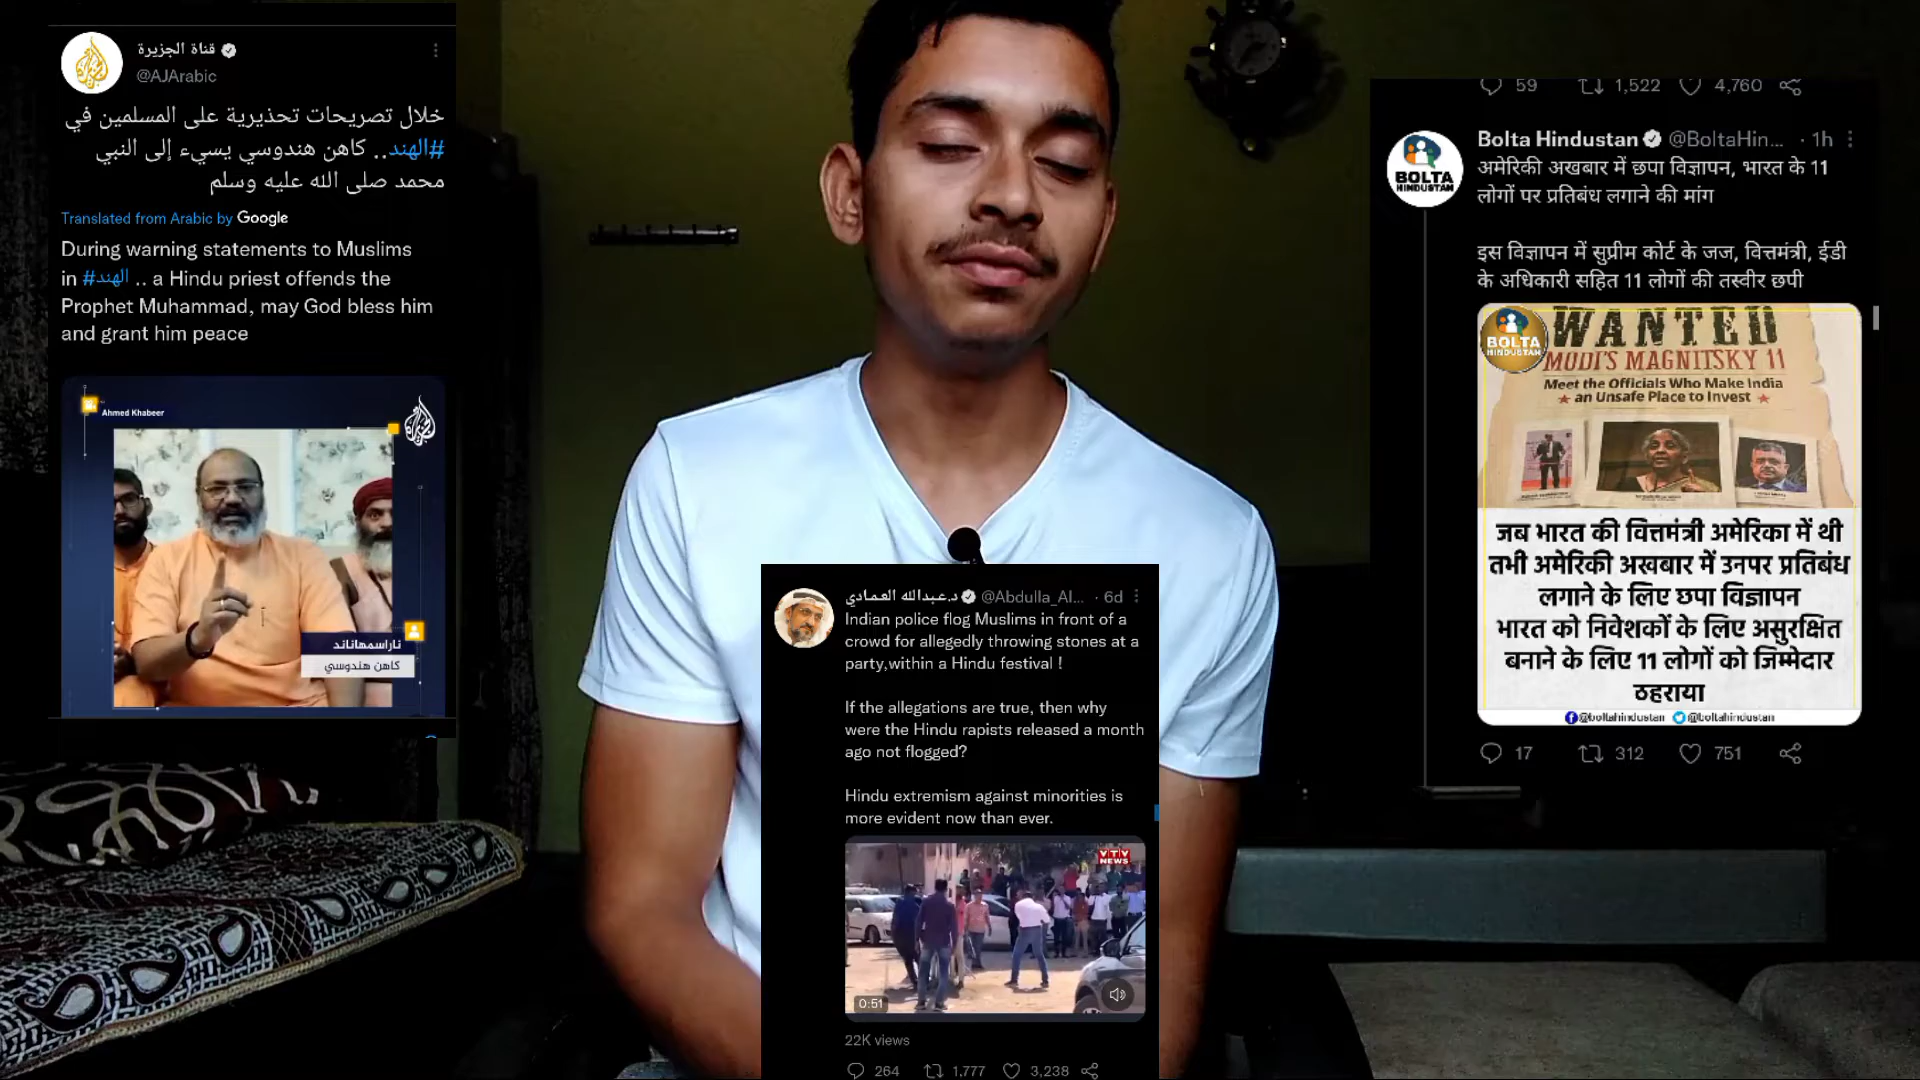 قناة الجزيرة
@AJArabic
خلال تصريحات تحذيرية على المسلمين في
#الهند.. كاهن هندوسي يسيء إلى النبي
محمد صلى الله عليه وسلم
Translated from Arabic by Google
During warning statements to Muslims
in #الهند .. a Hindu priest offends the
Prophet Muhammad, may God bless him
and grant him peace
Ahmed Khabeer
ناراسمهاناند
كاهن هندوسي
د.عبدالله العمادي @Abdulla_Al... · 6d
Indian police flog Muslims in front of a
crowd for allegedly throwing stones at a
party,within a Hindu festival !
If the allegations are true, then why
were the Hindu rapists released a month
ago not flogged?
Hindu extremism against minorities is
more evident now than ever.
VTV
NEWS
0:51
22K views
264 1,777 3,238
59 1,522 4,760
Bolta Hindustan @BoltaHin... · 1h
BOLTA
HINDUSTAN
अमेरिकी अखबार में छपा विज्ञापन, भारत के 11
लोगों पर प्रतिबंध लगाने की मांग
इस विज्ञापन में सुप्रीम कोर्ट के जज, वित्तमंत्री, ईडी
के अधिकारी सहित 11 लोगों की तस्वीर छपी
BOLTA
HINDUSTAN
WANTED
MODI'S MAGNITSKY 11
Meet the Officials Who Make India
an Unsafe Place to Invest
जब भारत की वित्तमंत्री अमेरिका में थी
तभी अमेरिकी अखबार में उनपर प्रतिबंध
लगाने के लिए छपा विज्ञापन
भारत को निवेशकों के लिए असुरक्षित
बनाने के लिए 11 लोगों को जिम्मेदार
ठहराया
@boltahindustan @boltahindustan
17 312 751